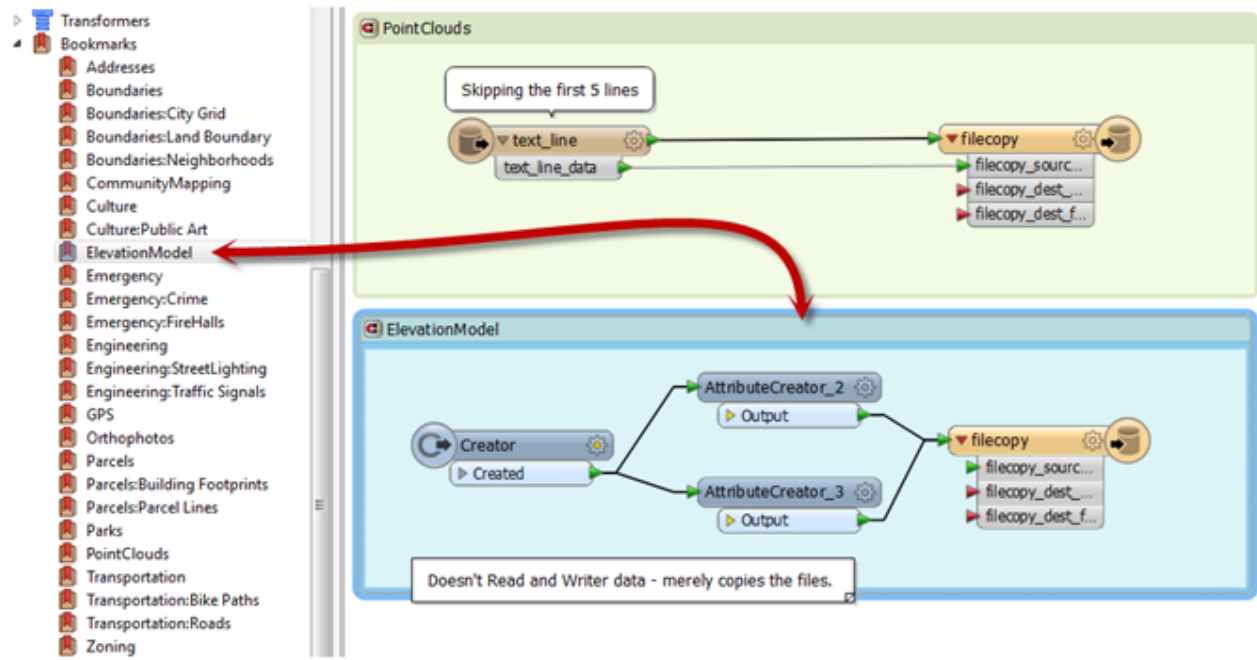 Transformers
Bookmarks
Addresses
Boundaries
Boundaries:City Grid
Boundaries:Land Boundary
Boundaries:Neighborhoods
CommunityMapping
Culture
Culture:Public Art
ElevationModel
Emergency
Emergency:Crime
Emergency:FireHalls
Engineering
Engineering:StreetLighting
Engineering:Traffic Signals
GPS
Orthophotos
Parcels
Parcels:Building Footprints
Parcels:Parcel Lines
Parks
PointClouds
Transportation
Transportation:Bike Paths
Transportation:Roads
Zoning
PointClouds
Skipping the first 5 lines
text_line
text_line_data
filecopy
filecopy_sourc...
filecopy_dest_...
filecopy_dest_f...
ElevationModel
Creator
Created
AttributeCreator_2
Output
AttributeCreator_3
Output
filecopy
filecopy_sourc...
filecopy_dest_...
filecopy_dest_f...
Doesn't Read and Writer data - merely copies the files.